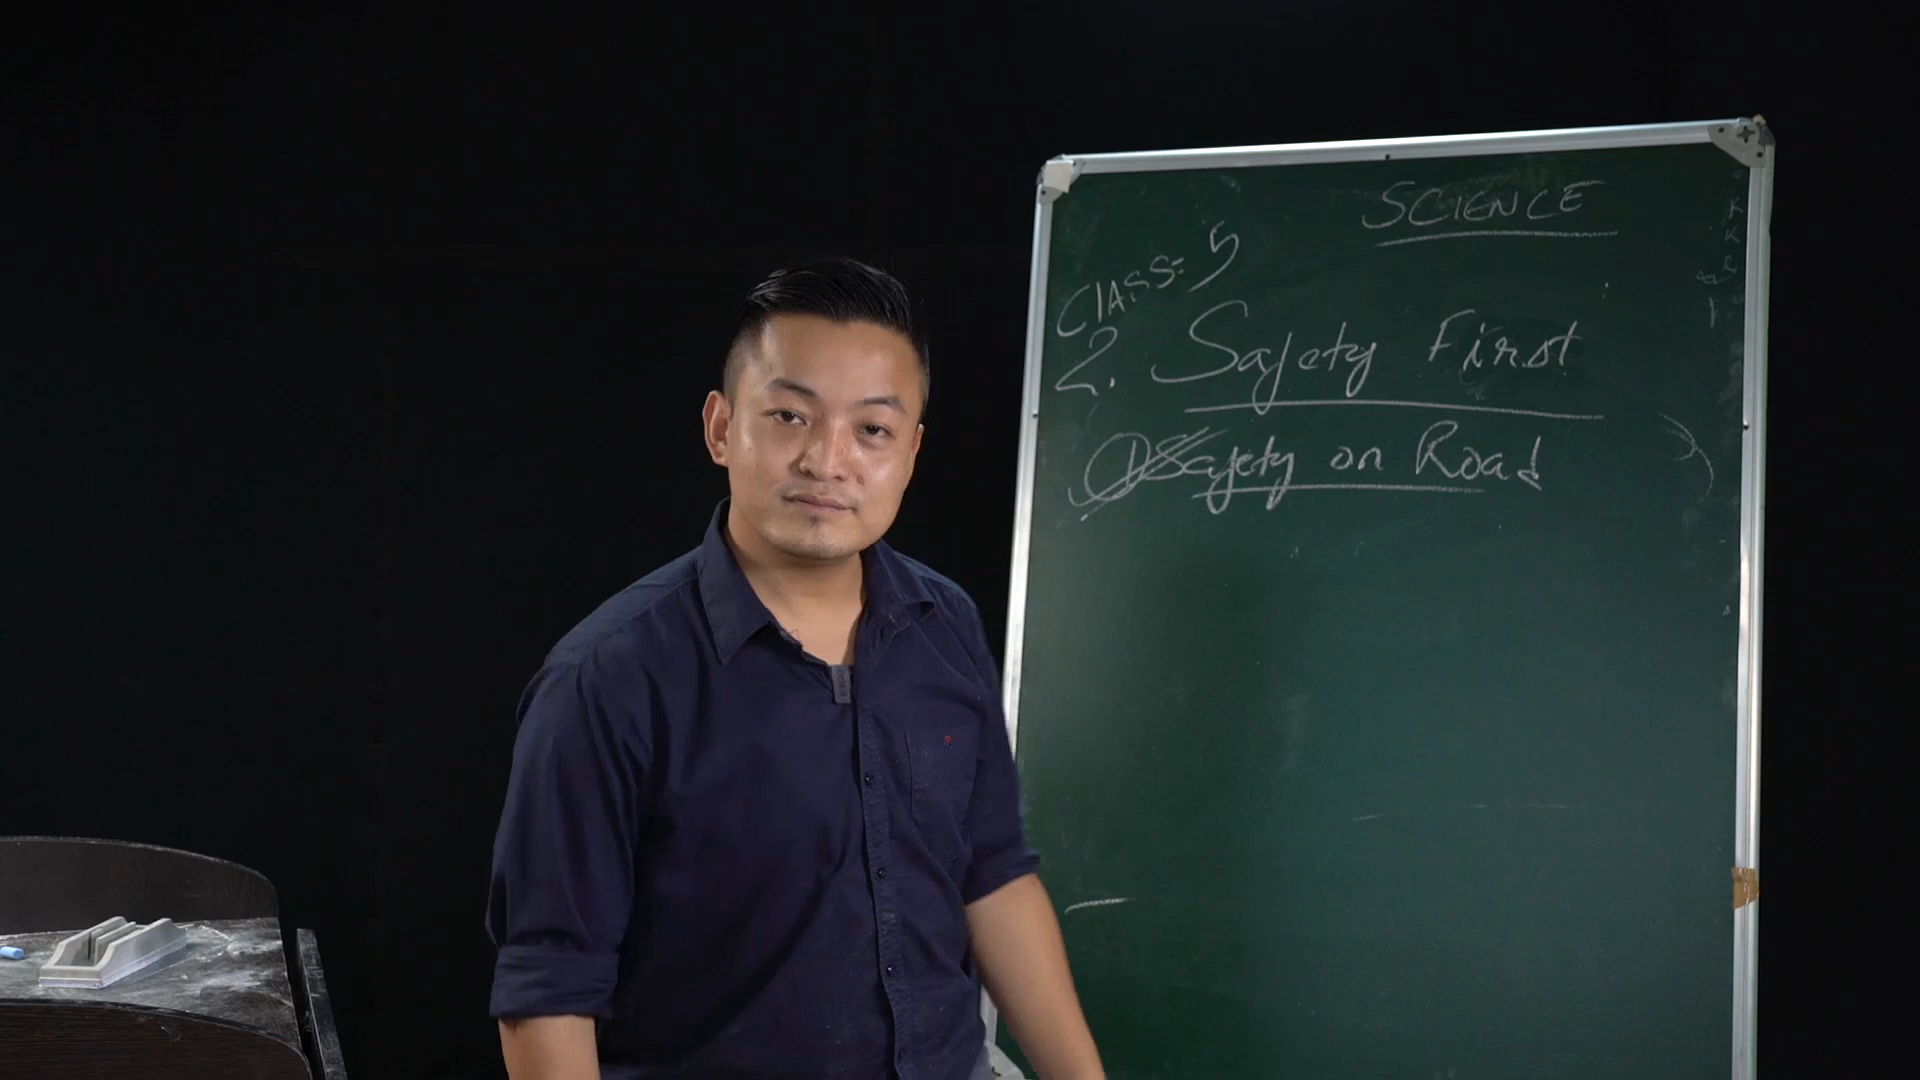 SCIENCE
CLASS: 5
2. Safety First
① Safety on Road